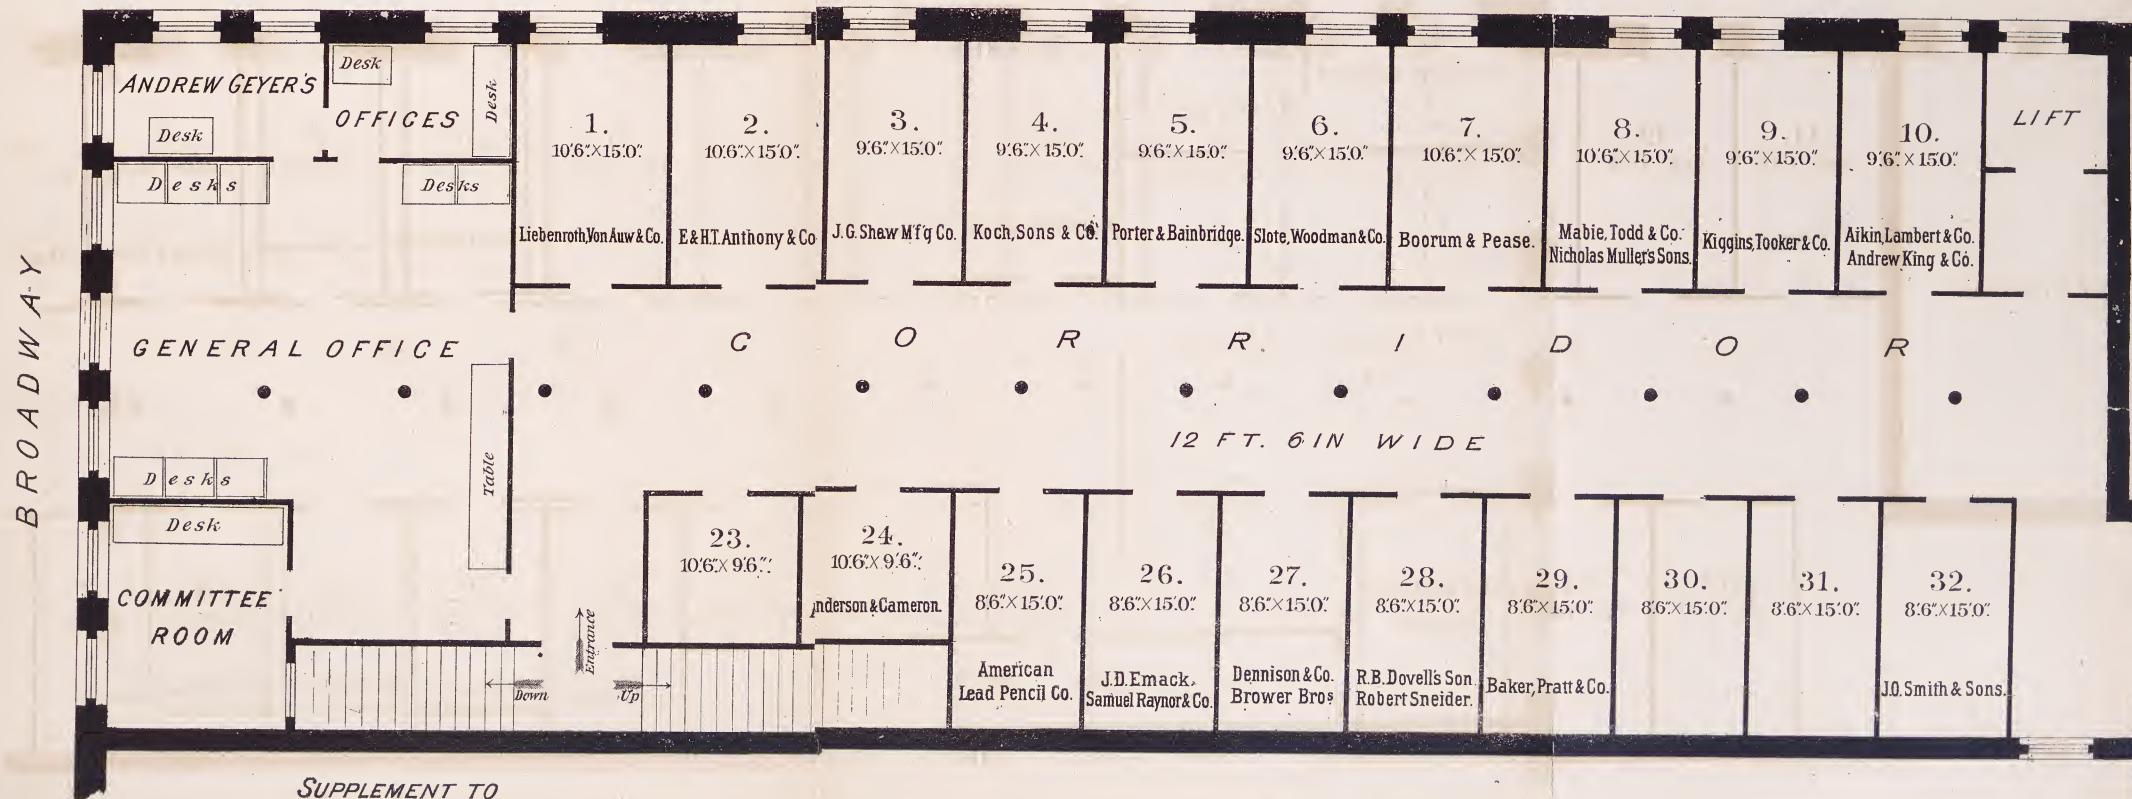 BROADWAY
ANDREW GEYER'S
OFFICES
Desk
Desk
Desk
Desks
Desks
GENERAL OFFICE
Desks
Table
Desk
COMMITTEE
ROOM
Entrance
Down
Up
1.
10'.6".X15'.0".
Liebenroth,Von Auw & Co.
2.
10'.6".X15'.0".
E & H.T. Anthony & Co
3.
9'.6".X15'.0".
J.G. Shaw M'f'g Co.
4.
9'.6".X15'.0".
Koch, Sons & Co.
5.
9'.6".X15'.0".
Porter & Bainbridge.
6.
9'.6".X15'.0"
Slote, Woodman & Co.
7.
10'.6".X15'.0".
Boorum & Pease.
8.
10'.6".X15'.0".
Mabie, Todd & Co.
Nicholas Muller's Sons.
9.
9'.6".X15'.0".
Kiggins, Tooker & Co.
10.
9'.6".X15'.0".
Aikin, Lambert & Co.
Andrew King & Co.
LIFT
CORRIDOR
12 FT. 6 IN WIDE
23.
10'.6".X 9'.6".
24.
10'.6".X 9'.6".
nderson & Cameron.
25.
8'.6".X15'.0".
American
Lead Pencil Co.
26.
8'.6".X15'.0".
J.D. Emack,
Samuel Raynor & Co.
27.
8'.6".X15'.0".
Dennison & Co.
Brower Bros
28.
8'.6".X15'.0".
R.B. Dovell's Son
Robert Sneider.
29.
8'.6".X15'.0".
Baker, Pratt & Co.
30.
8'.6".X15'.0".
31.
8'.6".X15'.0".
32.
8'.6".X15'.0".
J.O. Smith & Sons.
SUPPLEMENT TO